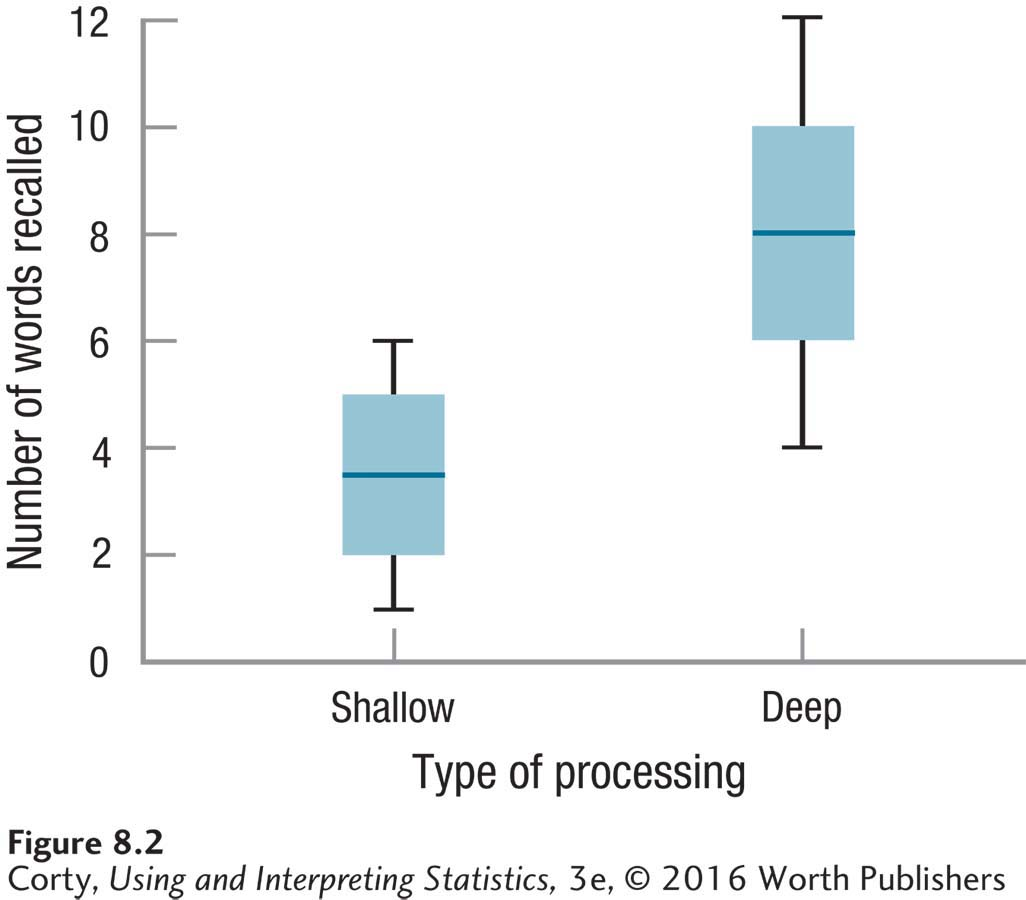 12
10
8
6
4
2
0
Number of words recalled
Shallow Deep
Type of processing
Figure 8.2
Corty, Using and Interpreting Statistics, 3e, © 2016 Worth Publishers